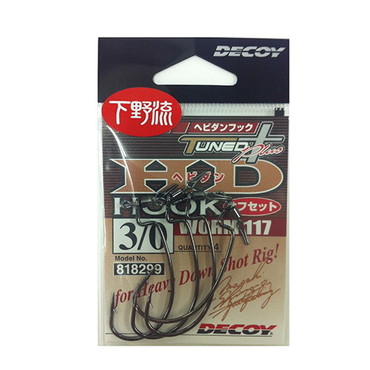 DECOY
下野流
ヘビダンフック
TUNED Plus
ヘビダン
HD
HOOK
フセット
3/0
WORM 117
QUANTITY 4
Model No.
818299
for Heavy Down Shot Rig!
DECOY